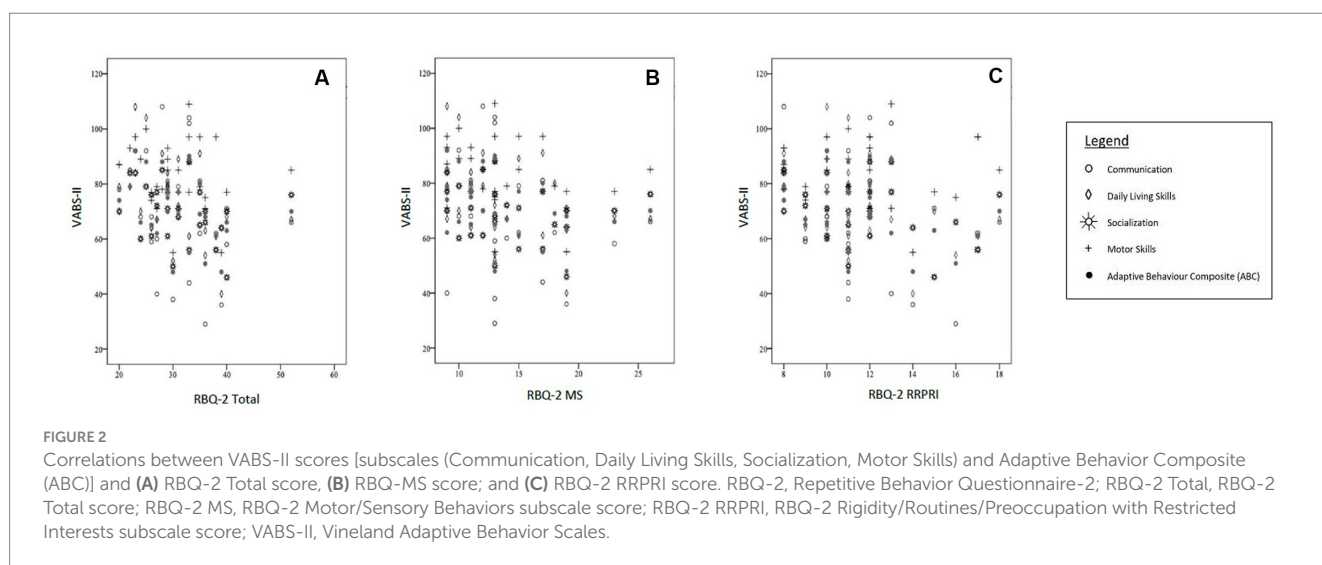 A
B
C
120
100
80
60
40
20
VABS-II
20
30
40
50
60
RBQ-2 Total
120
100
80
60
40
20
VABS-II
10
15
20
25
RBQ-2 MS
120
100
80
60
40
20
VABS-II
8
10
12
14
16
18
RBQ-2 RRPRI
Legend
Communication
Daily Living Skills
Socialization
Motor Skills
Adaptive Behaviour Composite (ABC)
FIGURE 2
Correlations between VABS-II scores [subscales (Communication, Daily Living Skills, Socialization, Motor Skills) and Adaptive Behavior Composite
(ABC)] and (A) RBQ-2 Total score, (B) RBQ-MS score; and (C) RBQ-2 RRPRI score. RBQ-2, Repetitive Behavior Questionnaire-2; RBQ-2 Total, RBQ-2
Total score; RBQ-2 MS, RBQ-2 Motor/Sensory Behaviors subscale score; RBQ-2 RRPRI, RBQ-2 Rigidity/Routines/Preoccupation with Restricted
Interests subscale score; VABS-II, Vineland Adaptive Behavior Scales.